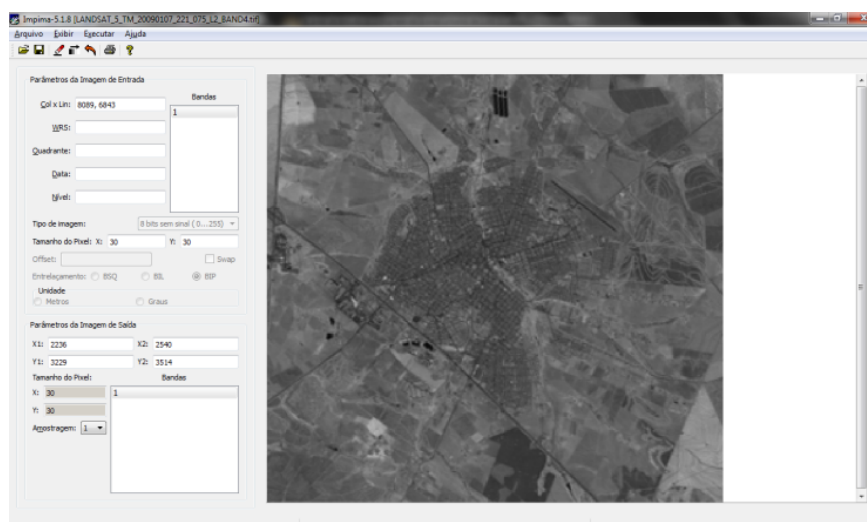 Impima-5.1.8 [LANDSAT_5_TM_20090107_221_075_L2_BAND4.tif]
Arquivo Exibir Executar Ajuda
Parâmetros da Imagem de Entrada
Col x Lin: 8089, 6843
Bandas
1
WRS:
Quadrante:
Data:
Nível:
Tipo de imagem: 8 bits sem sinal ( 0...255)
Tamanho do Pixel: X: 30 Y: 30
Offset: Swap
Entrelaçamento: BSQ BIL BIP
Unidade
Metros Graus
Parâmetros da Imagem de Saída
X1: 2236 X2: 2540
Y1: 3229 Y2: 3514
Tamanho do Pixel: Bandas
X: 30 1
Y: 30
Amostragem: 1